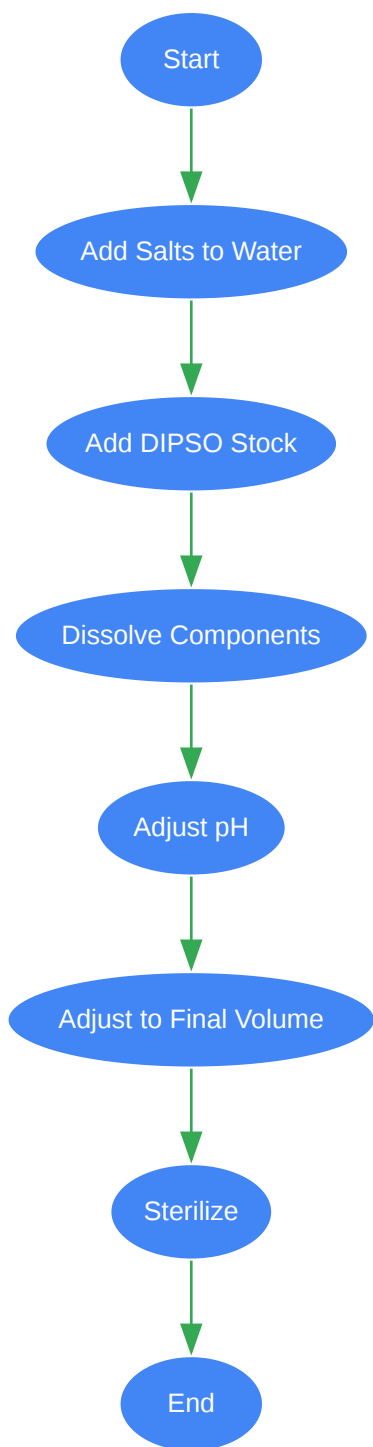 Start
Add Salts to Water
Add DIPSO Stock
Dissolve Components
Adjust pH
Adjust to Final Volume
Sterilize
End